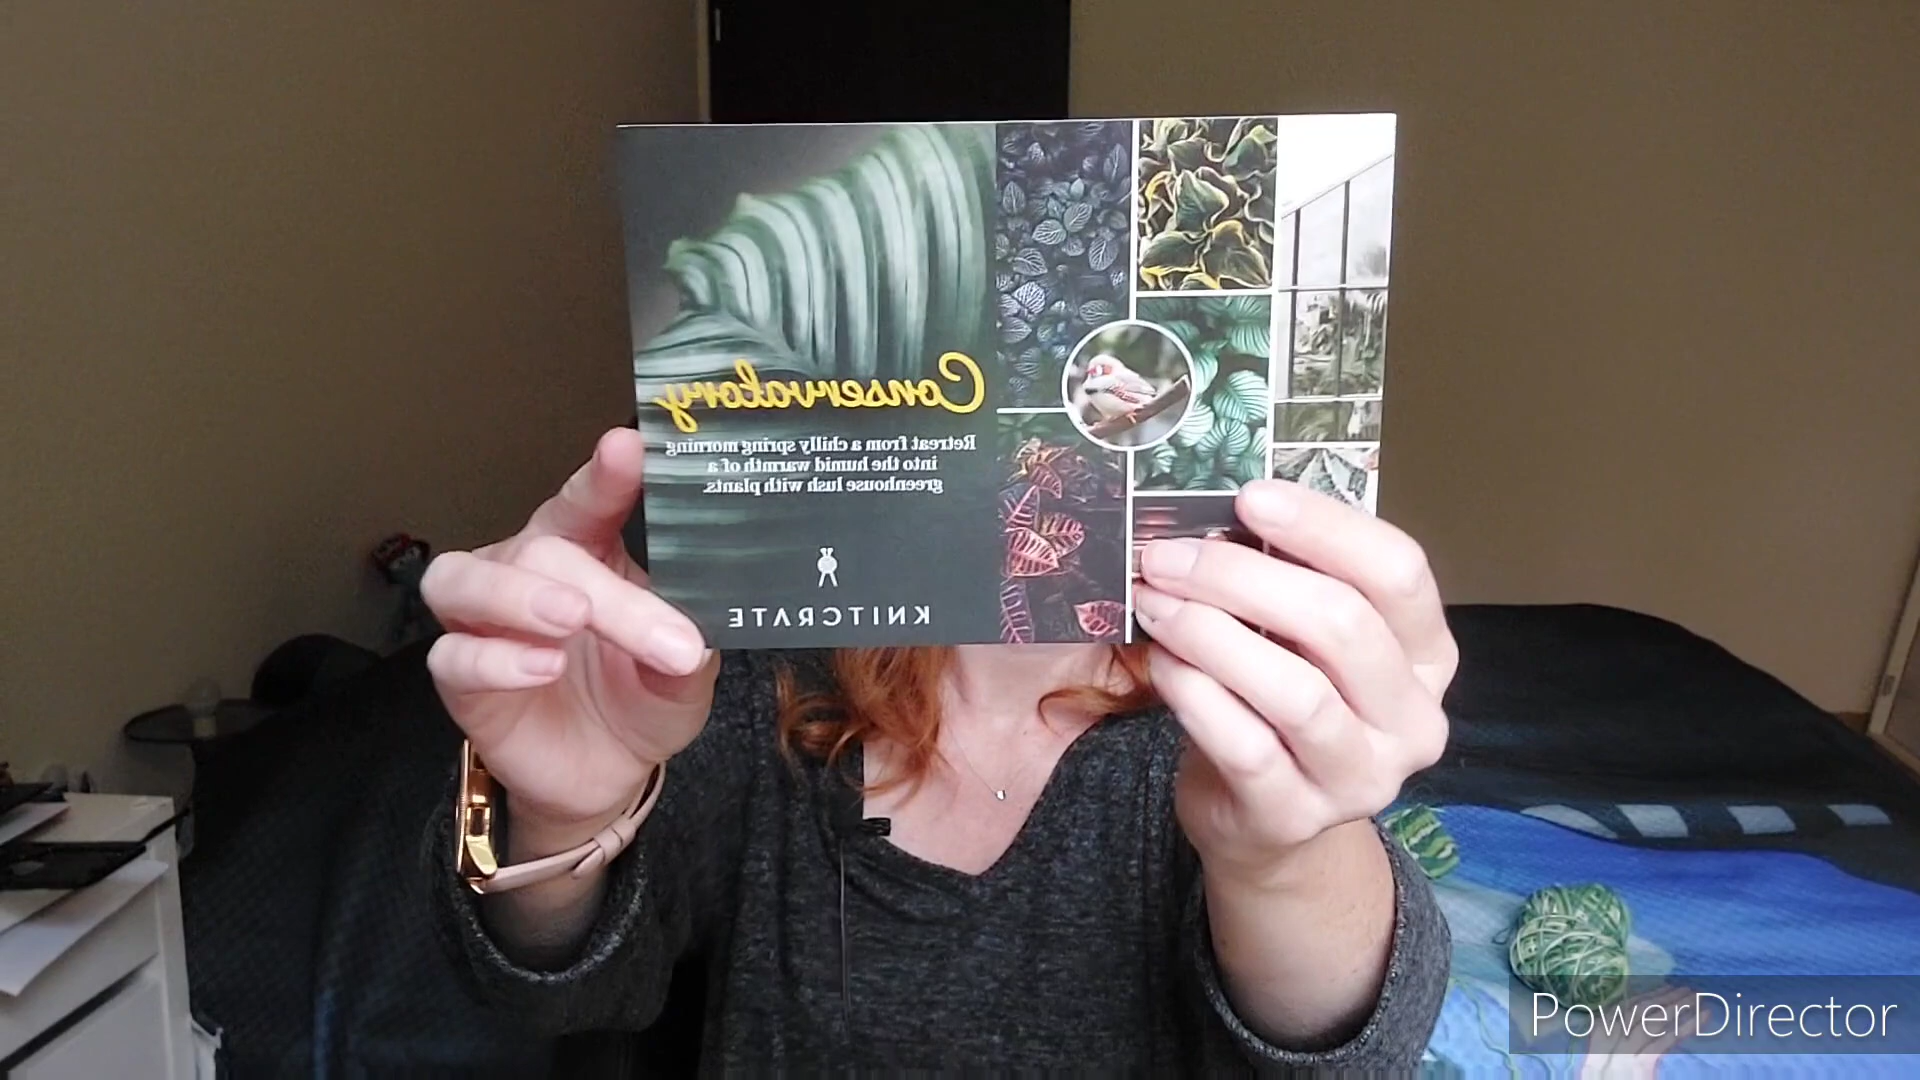 Conservatory
Retreat from a chilly spring morning
into the humid warmth of a
greenhouse lush with plants.
KNITCRATE
PowerDirector